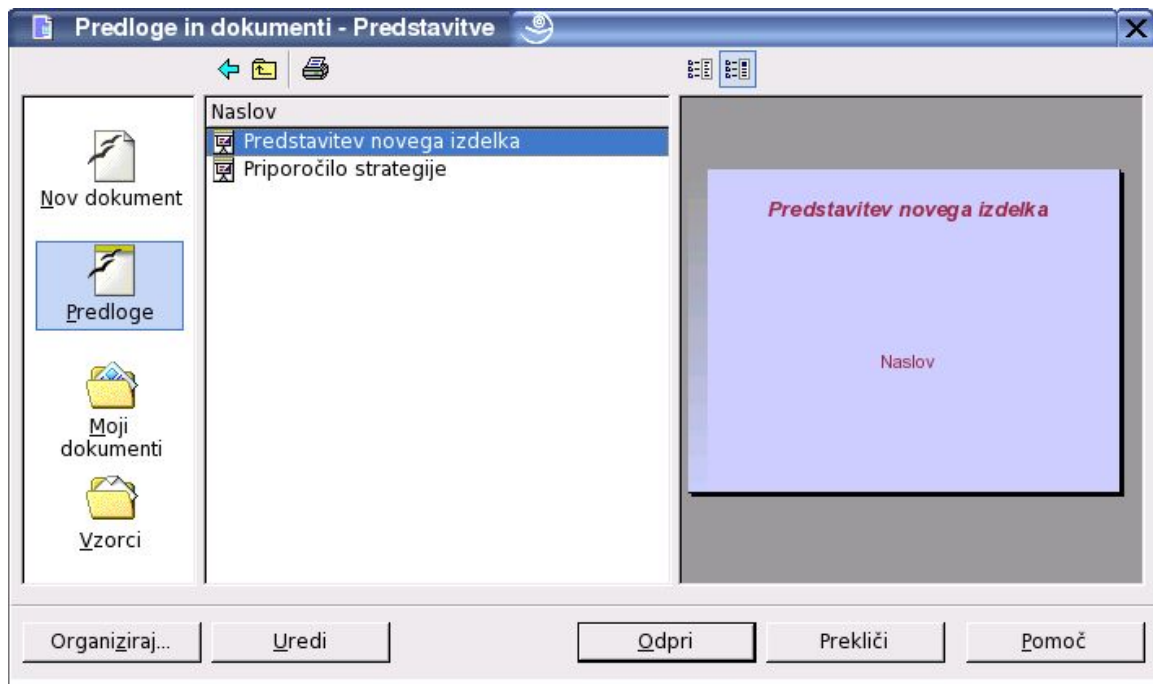 Predloge in dokumenti - Predstavitve
Nov dokument
Predloge
Moji
dokumenti
Vzorci
Naslov
Predstavitev novega izdelka
Priporočilo strategije
Predstavitev novega izdelka
Naslov
Organiziraj...
Uredi
Odpri
Prekliči
Pomoč